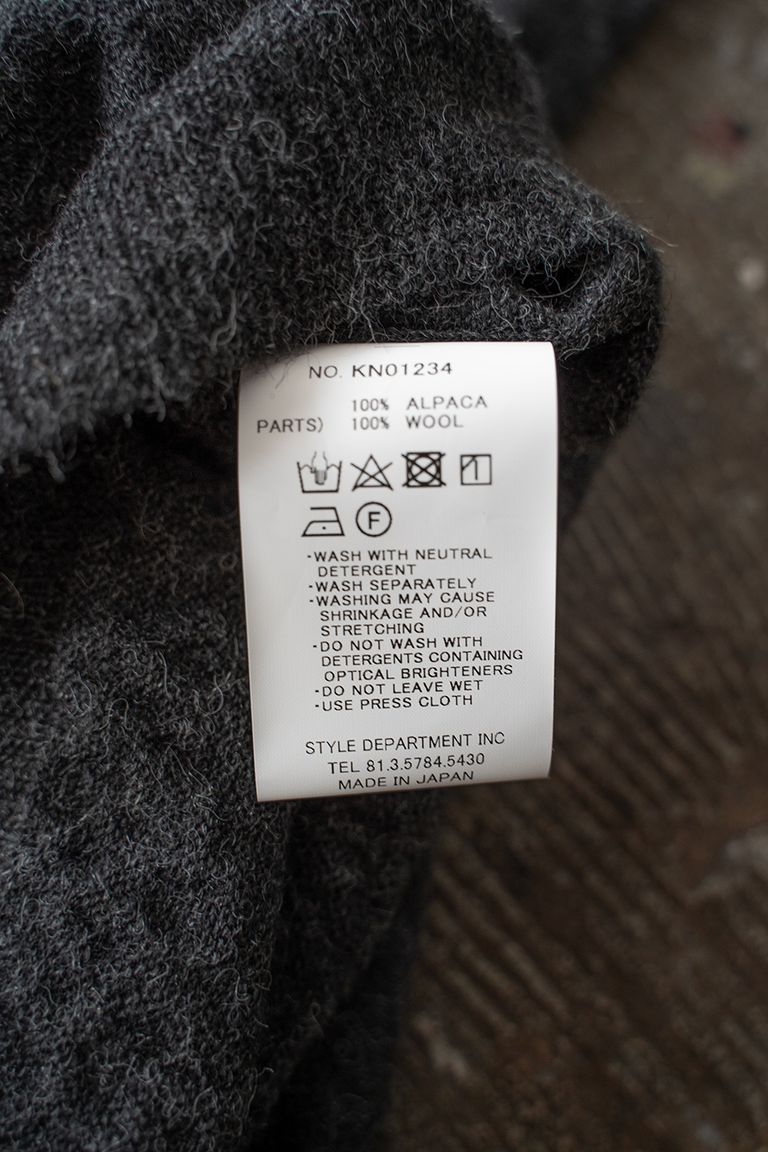 NO. KN01234
100% ALPACA
PARTS) 100% WOOL
F
-WASH WITH NEUTRAL
DETERGENT
-WASH SEPARATELY
-WASHING MAY CAUSE
SHRINKAGE AND/OR
STRETCHING
-DO NOT WASH WITH
DETERGENTS CONTAINING
OPTICAL BRIGHTENERS
-DO NOT LEAVE WET
-USE PRESS CLOTH
STYLE DEPARTMENT INC
TEL 81.3.5784.5430
MADE IN JAPAN